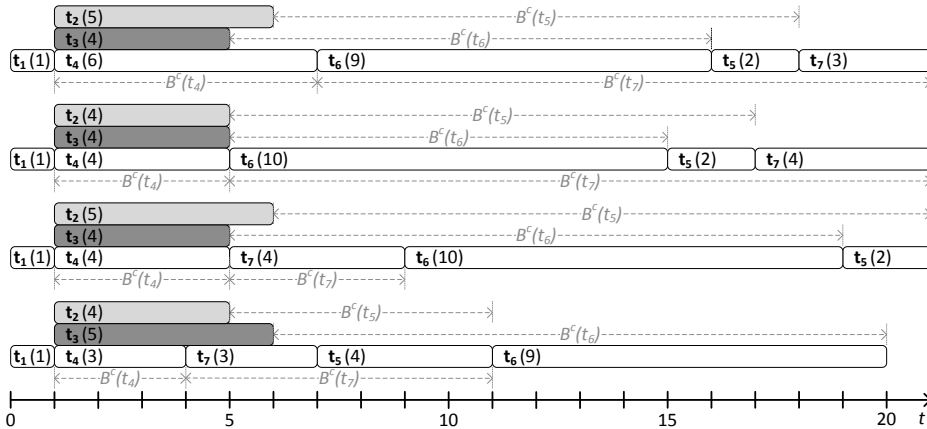 t₂ (5) Bᶜ(t₅)
t₃ (4) Bᶜ(t₆)
t₁ (1) t₄ (6) t₆ (9) t₅ (2) t₇ (3)
Bᶜ(t₄) Bᶜ(t₇)
t₂ (4) Bᶜ(t₅)
t₃ (4) Bᶜ(t₆)
t₁ (1) t₄ (4) t₆ (10) t₅ (2) t₇ (4)
Bᶜ(t₄) Bᶜ(t₇)
t₂ (5) Bᶜ(t₅)
t₃ (4) Bᶜ(t₆)
t₁ (1) t₄ (4) t₇ (4) t₆ (10) t₅ (2)
Bᶜ(t₄) Bᶜ(t₇)
t₂ (4) Bᶜ(t₅)
t₃ (5) Bᶜ(t₆)
t₁ (1) t₄ (3) t₇ (3) t₅ (4) t₆ (9)
Bᶜ(t₄) Bᶜ(t₇)
0 5 10 15 20 t